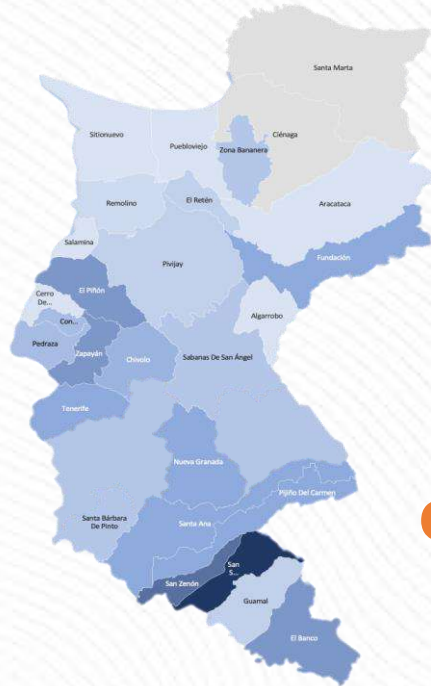 Santa Marta
Sitionuevo
Puebloviejo
Ciénaga
Zona Bananera
Remolino
El Retén
Aracataca
Salamina
Fundación
Pivijay
El Piñón
Cerro
De...
Algarrobo
Con...
Pedraza
Zapayán
Chivolo
Sabanas De San Ángel
Tenerife
Nueva Granada
Pijiño Del Carmen
Santa Bárbara
De Pinto
Santa Ana
San
S...
San Zenón
Guamal
El Banco